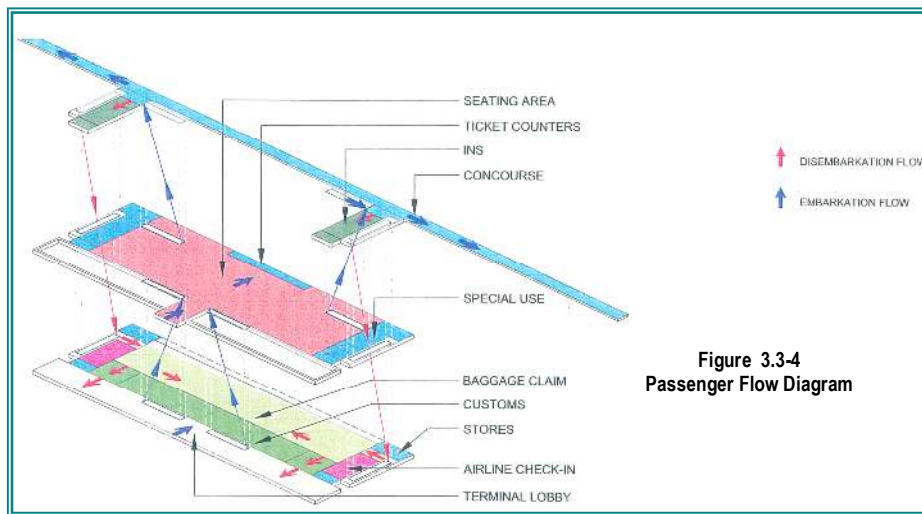 SEATING AREA
TICKET COUNTERS
INS
CONCOURSE
DISEMBARKATION FLOW
EMBARKATION FLOW
SPECIAL USE
Figure 3.3-4
Passenger Flow Diagram
BAGGAGE CLAIM
CUSTOMS
STORES
AIRLINE CHECK-IN
TERMINAL LOBBY